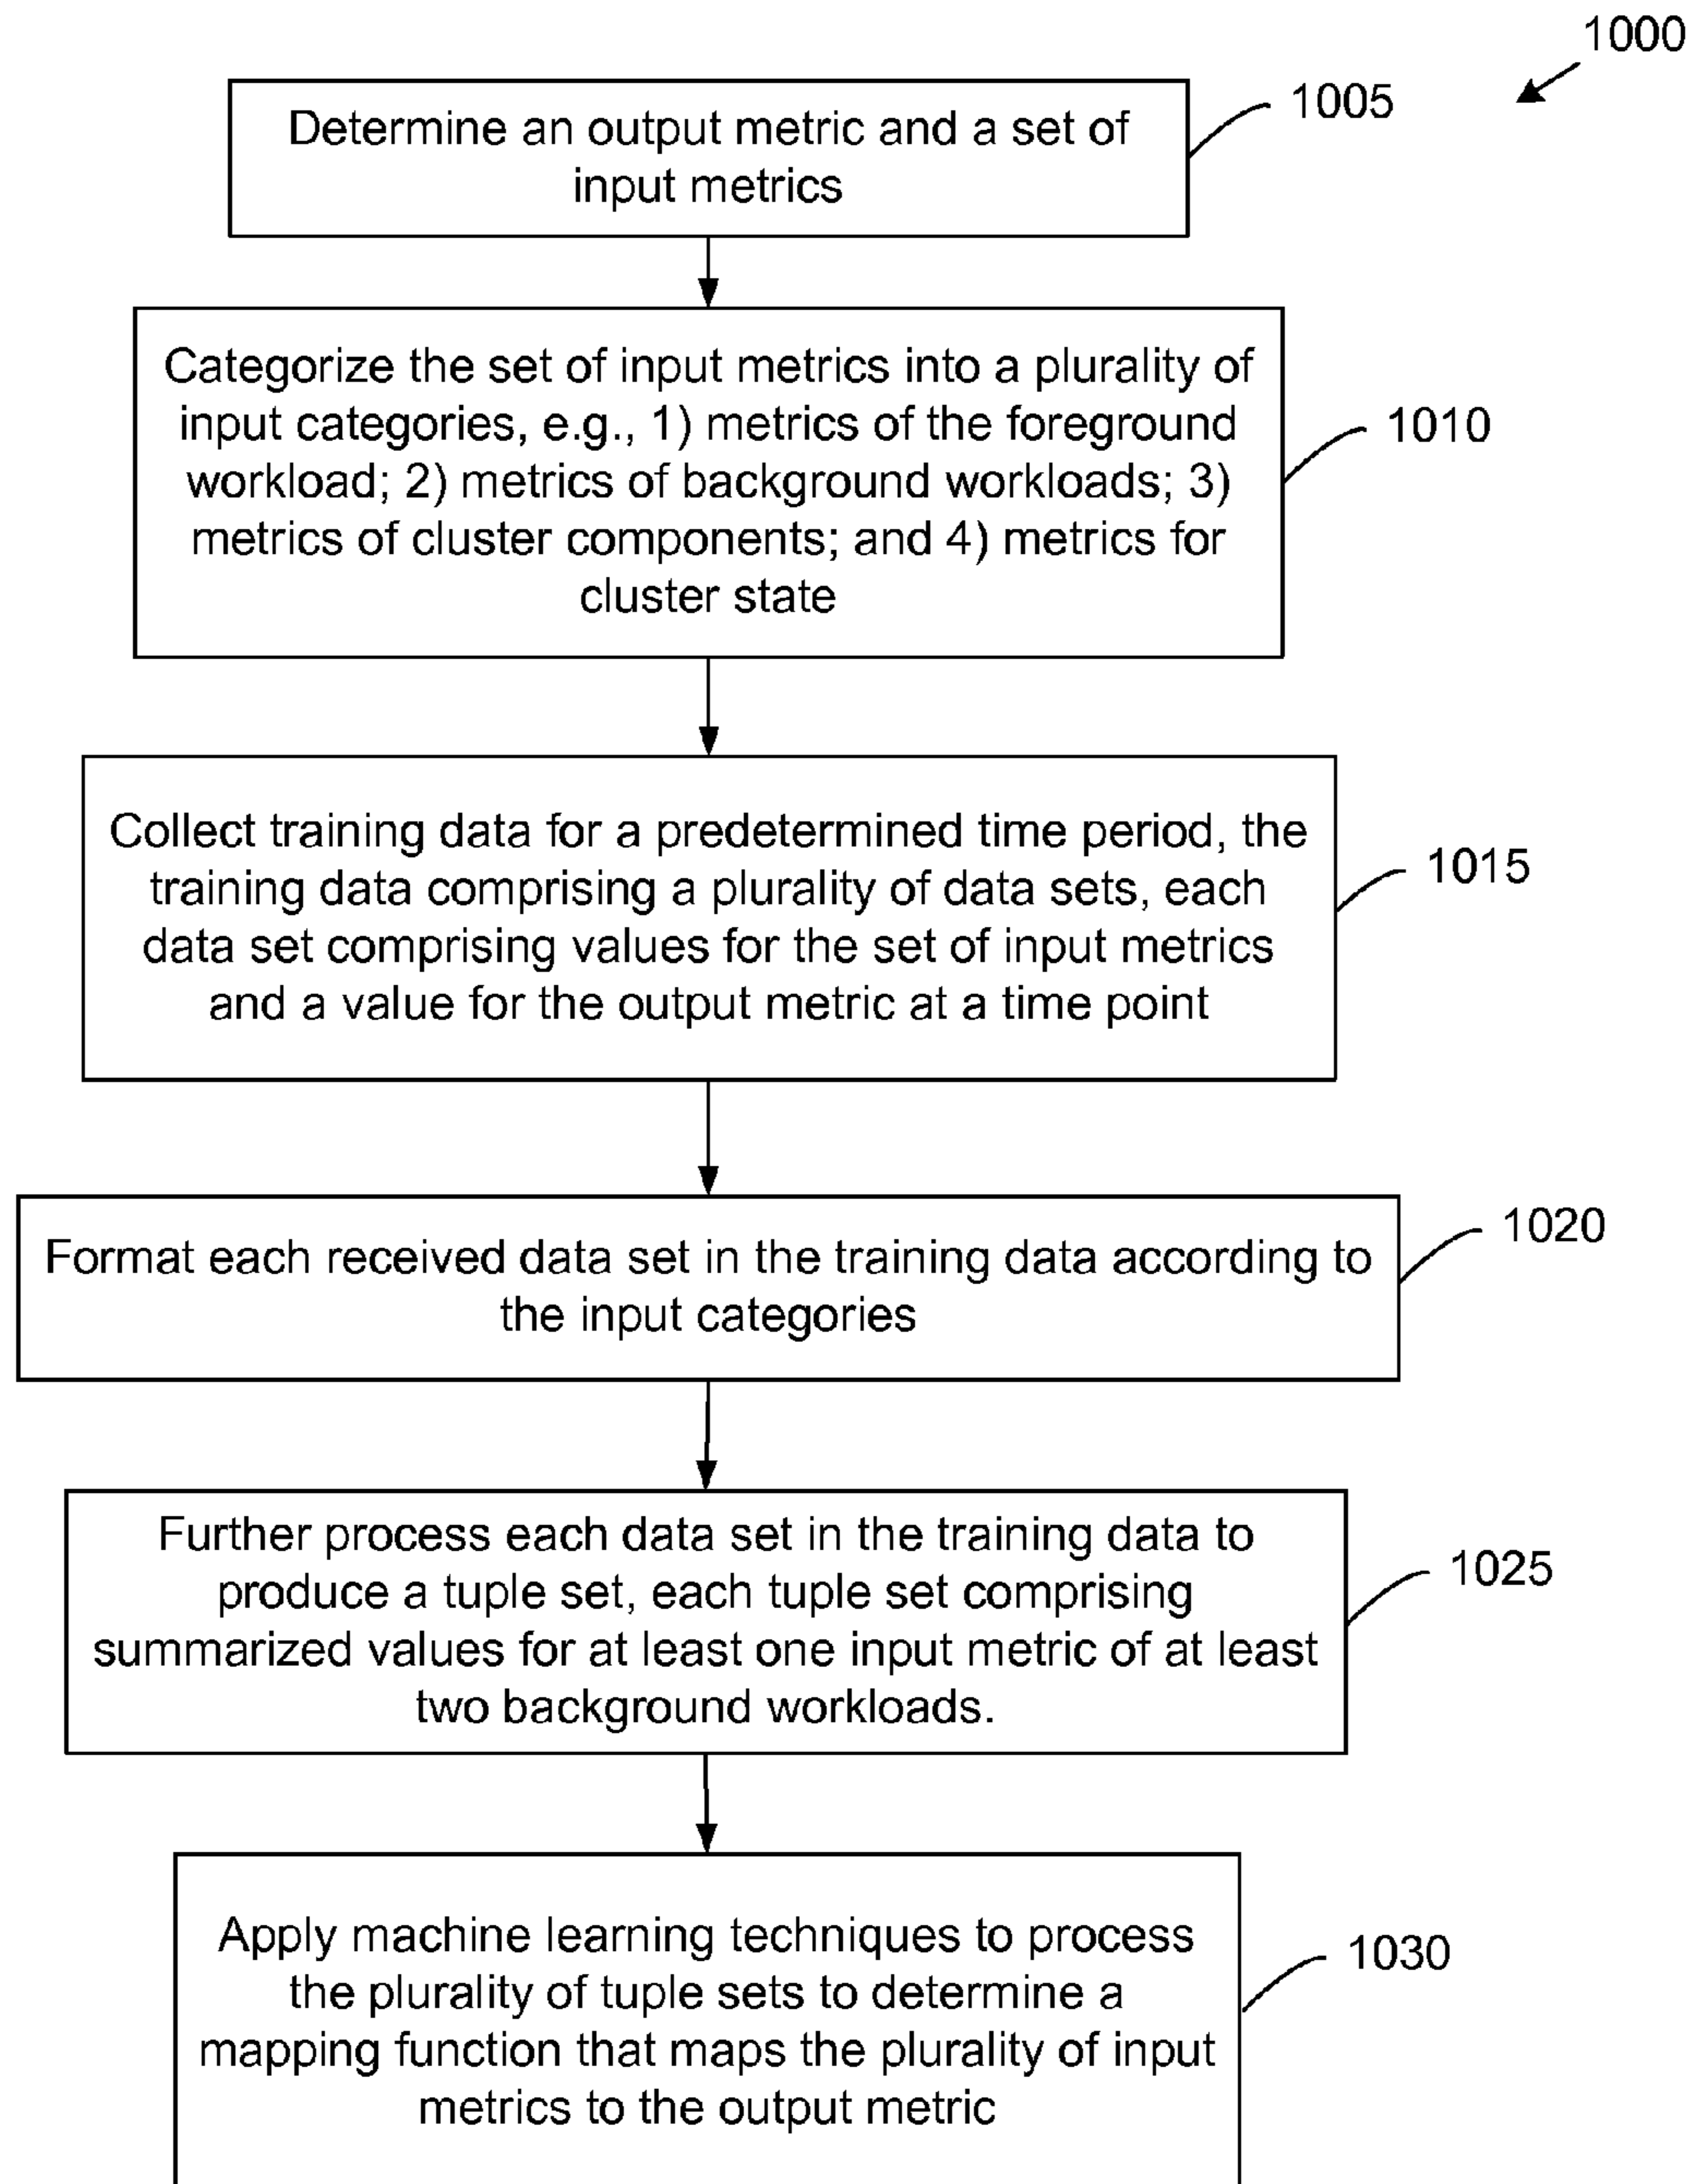 1000
Determine an output metric and a set of
input metrics
1005
Categorize the set of input metrics into a plurality of
input categories, e.g., 1) metrics of the foreground
workload; 2) metrics of background workloads; 3)
metrics of cluster components; and 4) metrics for
cluster state
1010
Collect training data for a predetermined time period, the
training data comprising a plurality of data sets, each
data set comprising values for the set of input metrics
and a value for the output metric at a time point
1015
Format each received data set in the training data according to
the input categories
1020
Further process each data set in the training data to
produce a tuple set, each tuple set comprising
summarized values for at least one input metric of at least
two background workloads.
1025
Apply machine learning techniques to process
the plurality of tuple sets to determine a
mapping function that maps the plurality of input
metrics to the output metric
1030